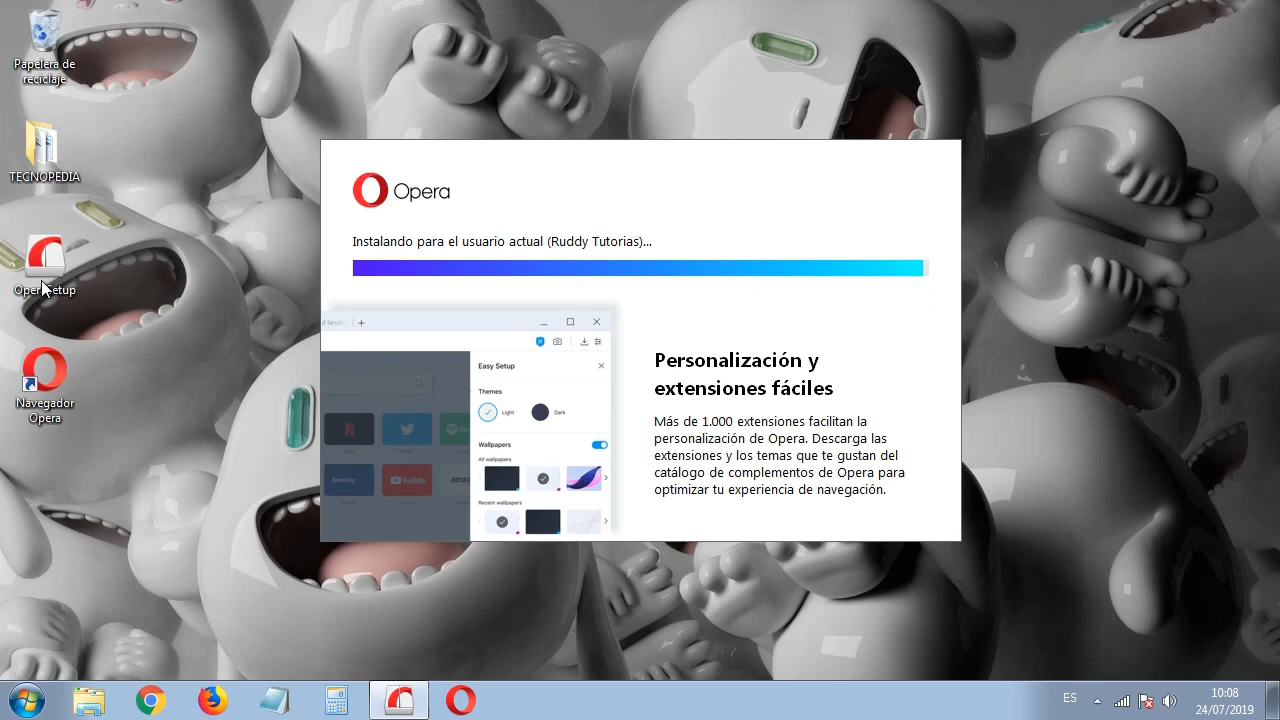 Papelera de
reciclaje
TECNOPEDIA
Navegador
Opera
Opera
Instalando para el usuario actual (Ruddy Tutorias)...
Easy Setup
Themes
Light
Dark
Wallpapers
All wallpapers
Recent wallpapers
YouTube
Personalización y
extensiones fáciles
Más de 1.000 extensiones facilitan la
personalización de Opera. Descarga las
extensiones y los temas que te gustan del
catálogo de complementos de Opera para
optimizar tu experiencia de navegación.
ES
10:08
24/07/2019